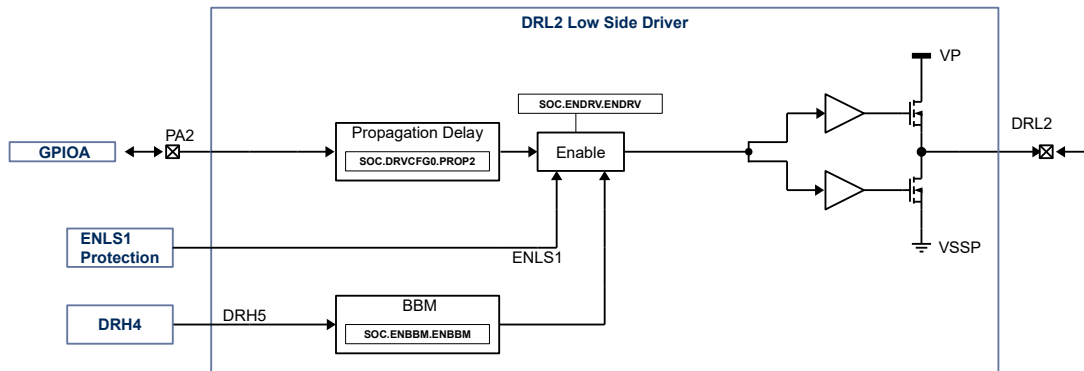 DRL2 Low Side Driver
VP
SOC.ENDRV.ENDRV
PA2
Propagation Delay
DRL2
GPIOA
SOC.DRVCFG0.PROP2
Enable
ENLS1
Protection
ENLS1
VSSP
BBM
DRH4
DRH5
SOC.ENBBM.ENBBM